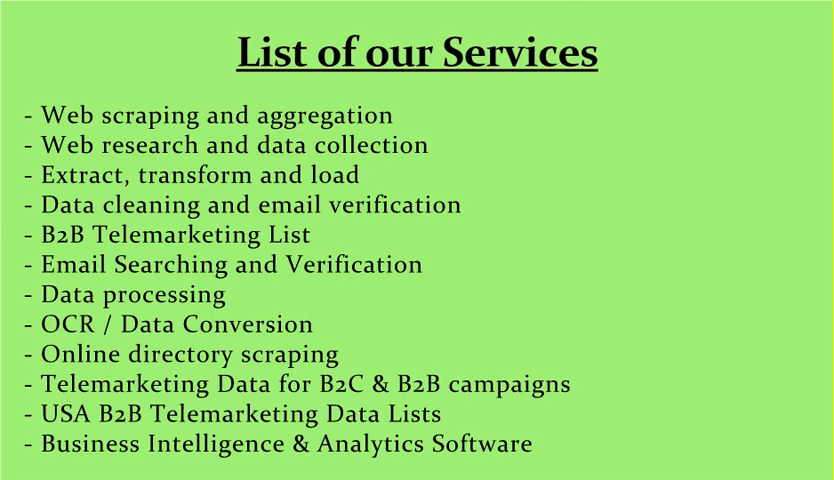 List of our Services
- Web scraping and aggregation
- Web research and data collection
- Extract, transform and load
- Data cleaning and email verification
- B2B Telemarketing List
- Email Searching and Verification
- Data processing
- OCR / Data Conversion
- Online directory scraping
- Telemarketing Data for B2C & B2B campaigns
- USA B2B Telemarketing Data Lists
- Business Intelligence & Analytics Software